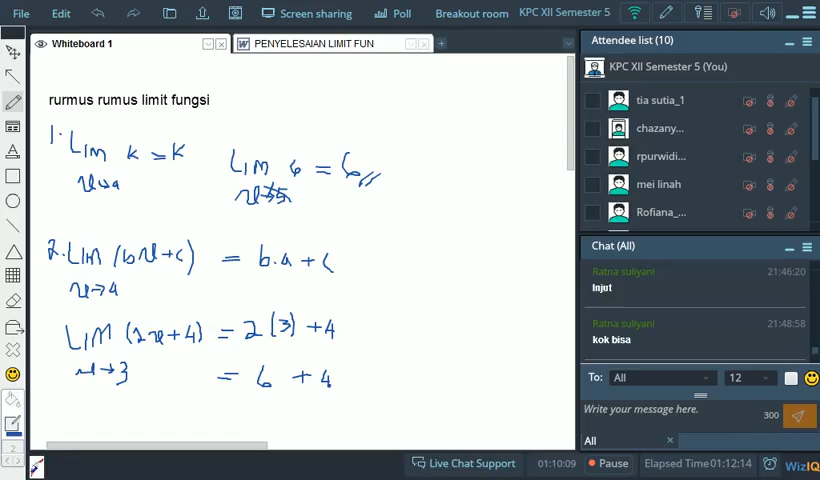 File Edit Screen sharing Poll Breakout room KPC XII Semester 5
Whiteboard 1 PENYELESAIAN LIMIT FUN
rurmus rumus limit fungsi
1. LIM K = K LIM 6 = 6
x→a x→5
2. LIM (bx+c) = b.a + c
x→a
LIM (2x+4) = 2(3) +4
x→3 = 6 + 4
2
Attendee list (10)
KPC XII Semester 5 (You)
tia sutia_1
chazany...
rpurwidi...
mei linah
Rofiana_...
Chat (All)
Ratna suliyani 21:46:20
lnjut
Ratna suliyani 21:48:58
kok bisa
To: All 12
Write your message here. 300
All
Live Chat Support 01:10:09 Pause Elapsed Time 01:12:14 WizIQ